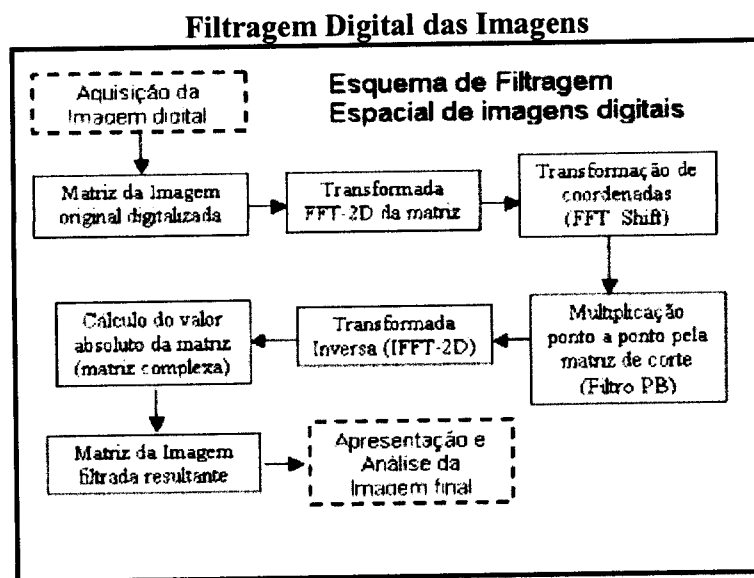 Filtragem Digital das Imagens
Esquema de Filtragem
Espacial de imagens digitais
Aquisição da
Imagem digital
Matriz da Imagem
original digitalizada
Transformada
FFT-2D da matriz
Transformação de
coordenadas
(FFT Shift)
Multiplicação
ponto a ponto pela
matriz de corte
(Filtro PB)
Transformada
Inversa (IFFT-2D)
Cálculo do valor
absoluto da matriz
(matriz complexa)
Matriz da Imagem
filtrada resultante
Apresentação e
Análise da
Imagem final